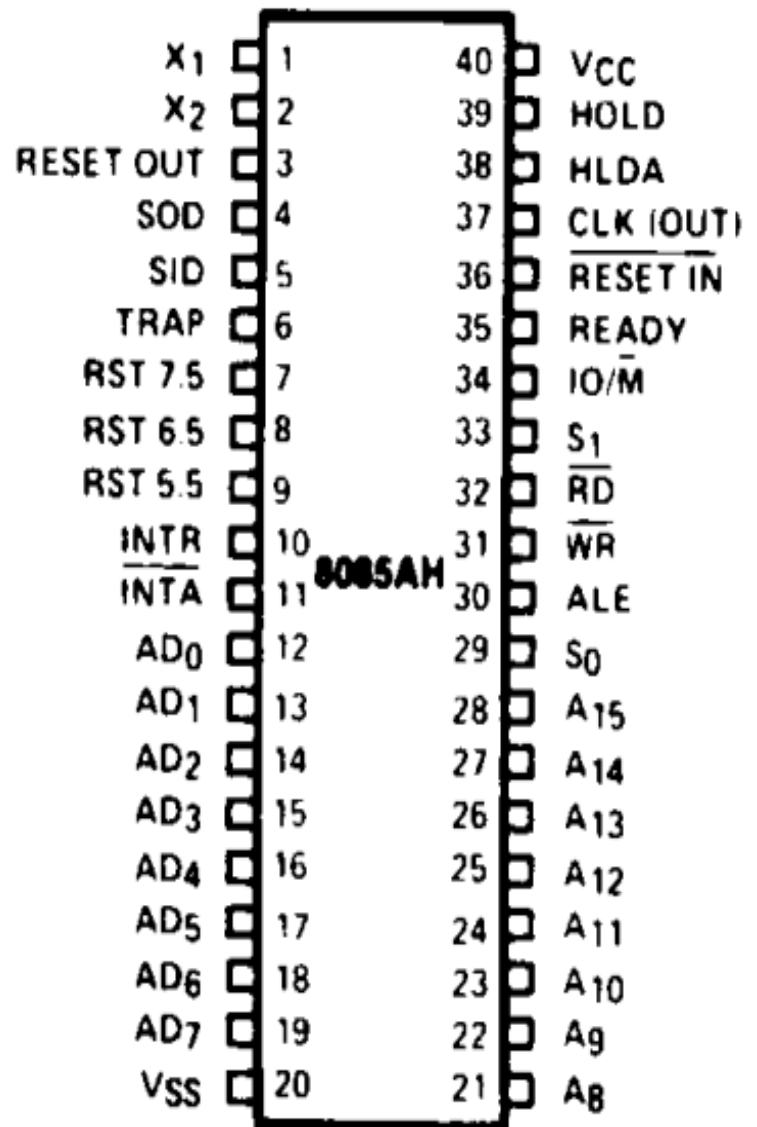 X1 1 40 VCC
X2 2 39 HOLD
RESET OUT 3 38 HLDA
SOD 4 37 CLK (OUT)
SID 5 36 RESET IN
TRAP 6 35 READY
RST 7.5 7 34 IO/M
RST 6.5 8 33 S1
RST 5.5 9 32 RD
INTR 10 31 WR
8085AH
INTA 11 30 ALE
AD0 12 29 S0
AD1 13 28 A15
AD2 14 27 A14
AD3 15 26 A13
AD4 16 25 A12
AD5 17 24 A11
AD6 18 23 A10
AD7 19 22 A9
VSS 20 21 A8